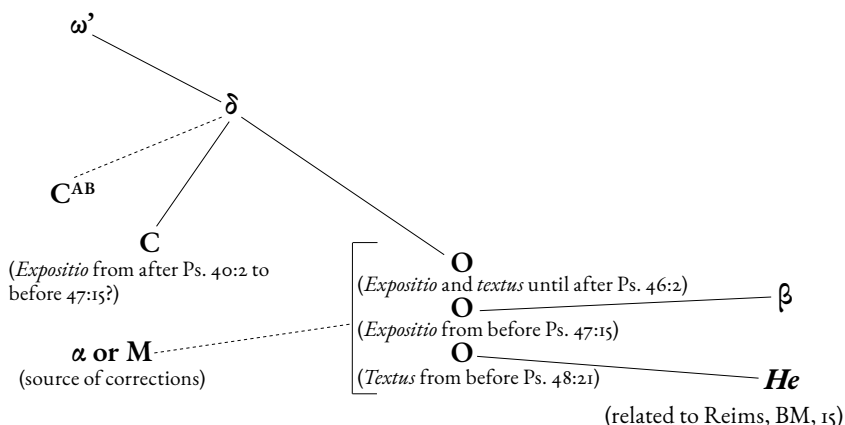 ω’
δ
C^AB
C
(Expositio from after Ps. 40:2 to
before 47:15?)
O
(Expositio and textus until after Ps. 46:2)
O
β
(Expositio from before Ps. 47:15)
α or M
(source of corrections)
O
(Textus from before Ps. 48:21)
He
(related to Reims, BM, 15)